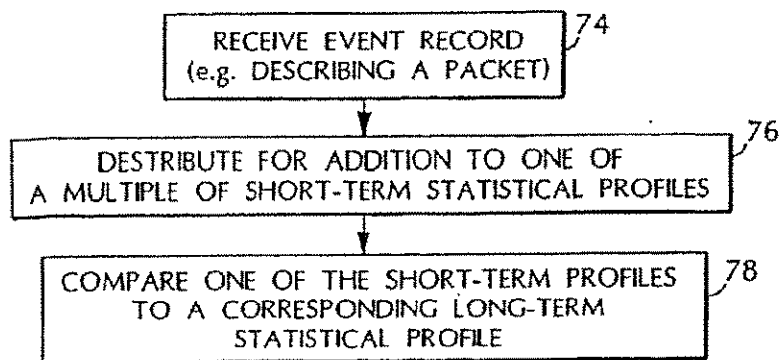 RECEIVE EVENT RECORD
(e.g. DESCRIBING A PACKET)
74
DESTRIBUTE FOR ADDITION TO ONE OF
A MULTIPLE OF SHORT-TERM STATISTICAL PROFILES
76
COMPARE ONE OF THE SHORT-TERM PROFILES
TO A CORRESPONDING LONG-TERM
STATISTICAL PROFILE
78